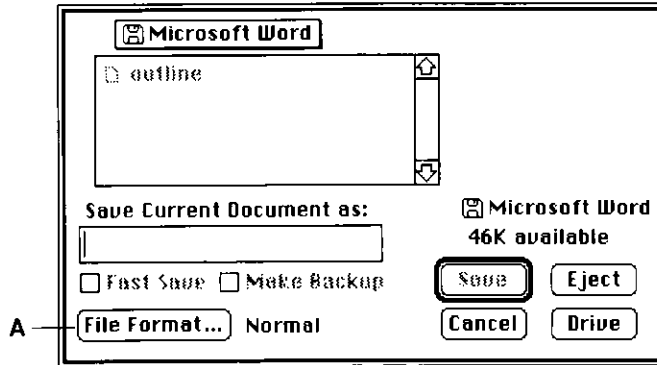 Microsoft Word
outline
Save Current Document as:
Microsoft Word
46K available
Fast Save Make Backup
Save Eject
A File Format... Normal
Cancel Drive